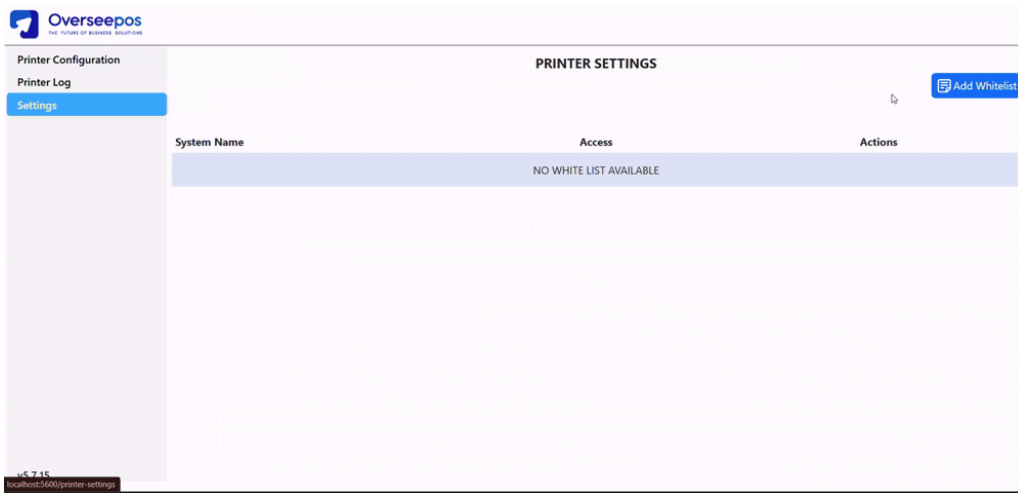 Overseepos
THE FUTURE OF BUSINESS SOLUTIONS
Printer Configuration
Printer Log
Settings
PRINTER SETTINGS
Add Whitelist
System Name Access Actions
NO WHITE LIST AVAILABLE
v5.7.15
localhost:5600/printer-settings